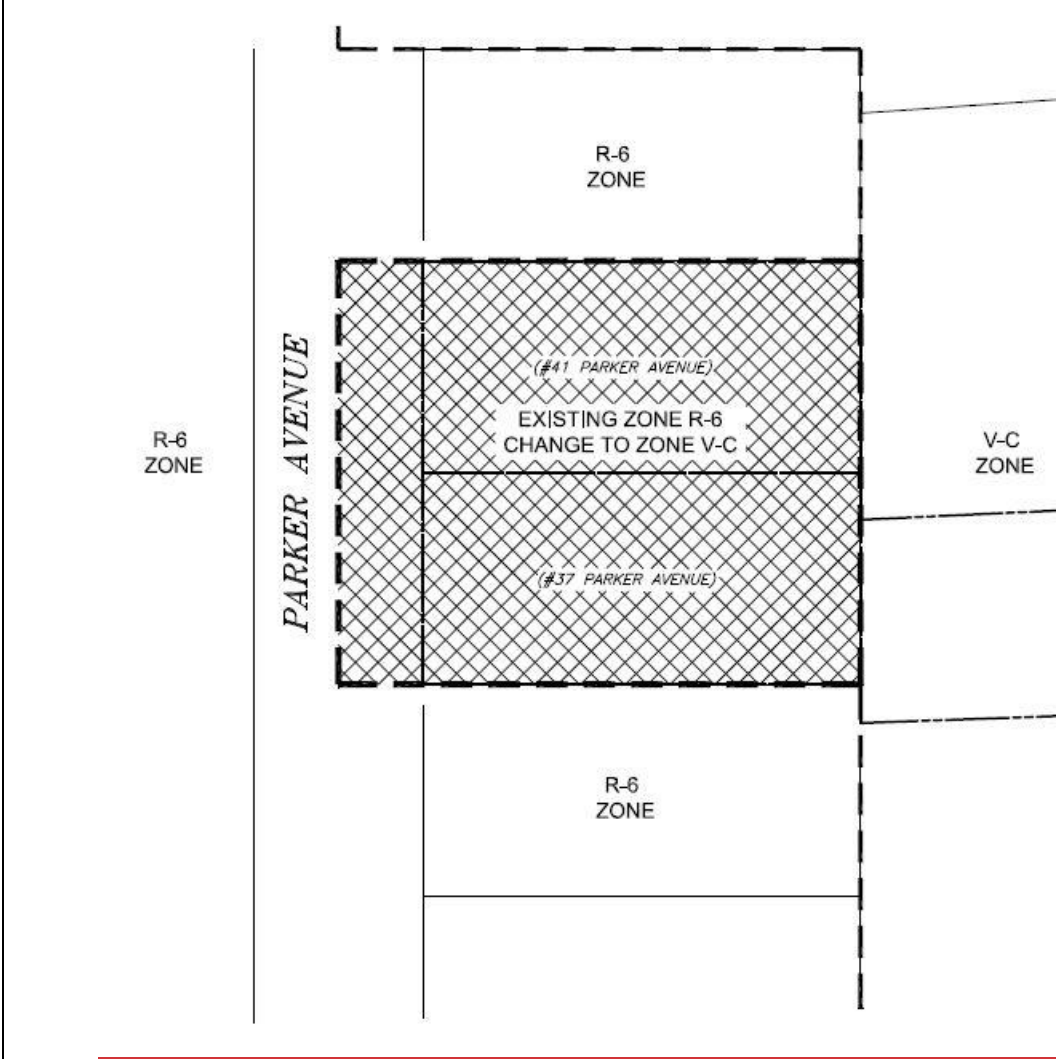 R-6
ZONE
PARKER AVENUE
(#41 PARKER AVENUE)
EXISTING ZONE R-6
CHANGE TO ZONE V-C
R-6
ZONE
V-C
ZONE
(#37 PARKER AVENUE)
R-6
ZONE